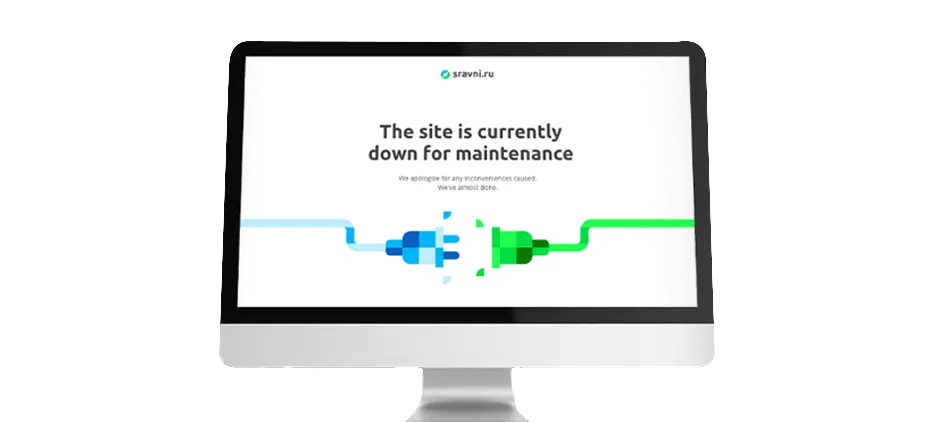 sravni.ru
The site is currently
down for maintenance
We apologize for any inconveniences caused.
We've almost done.